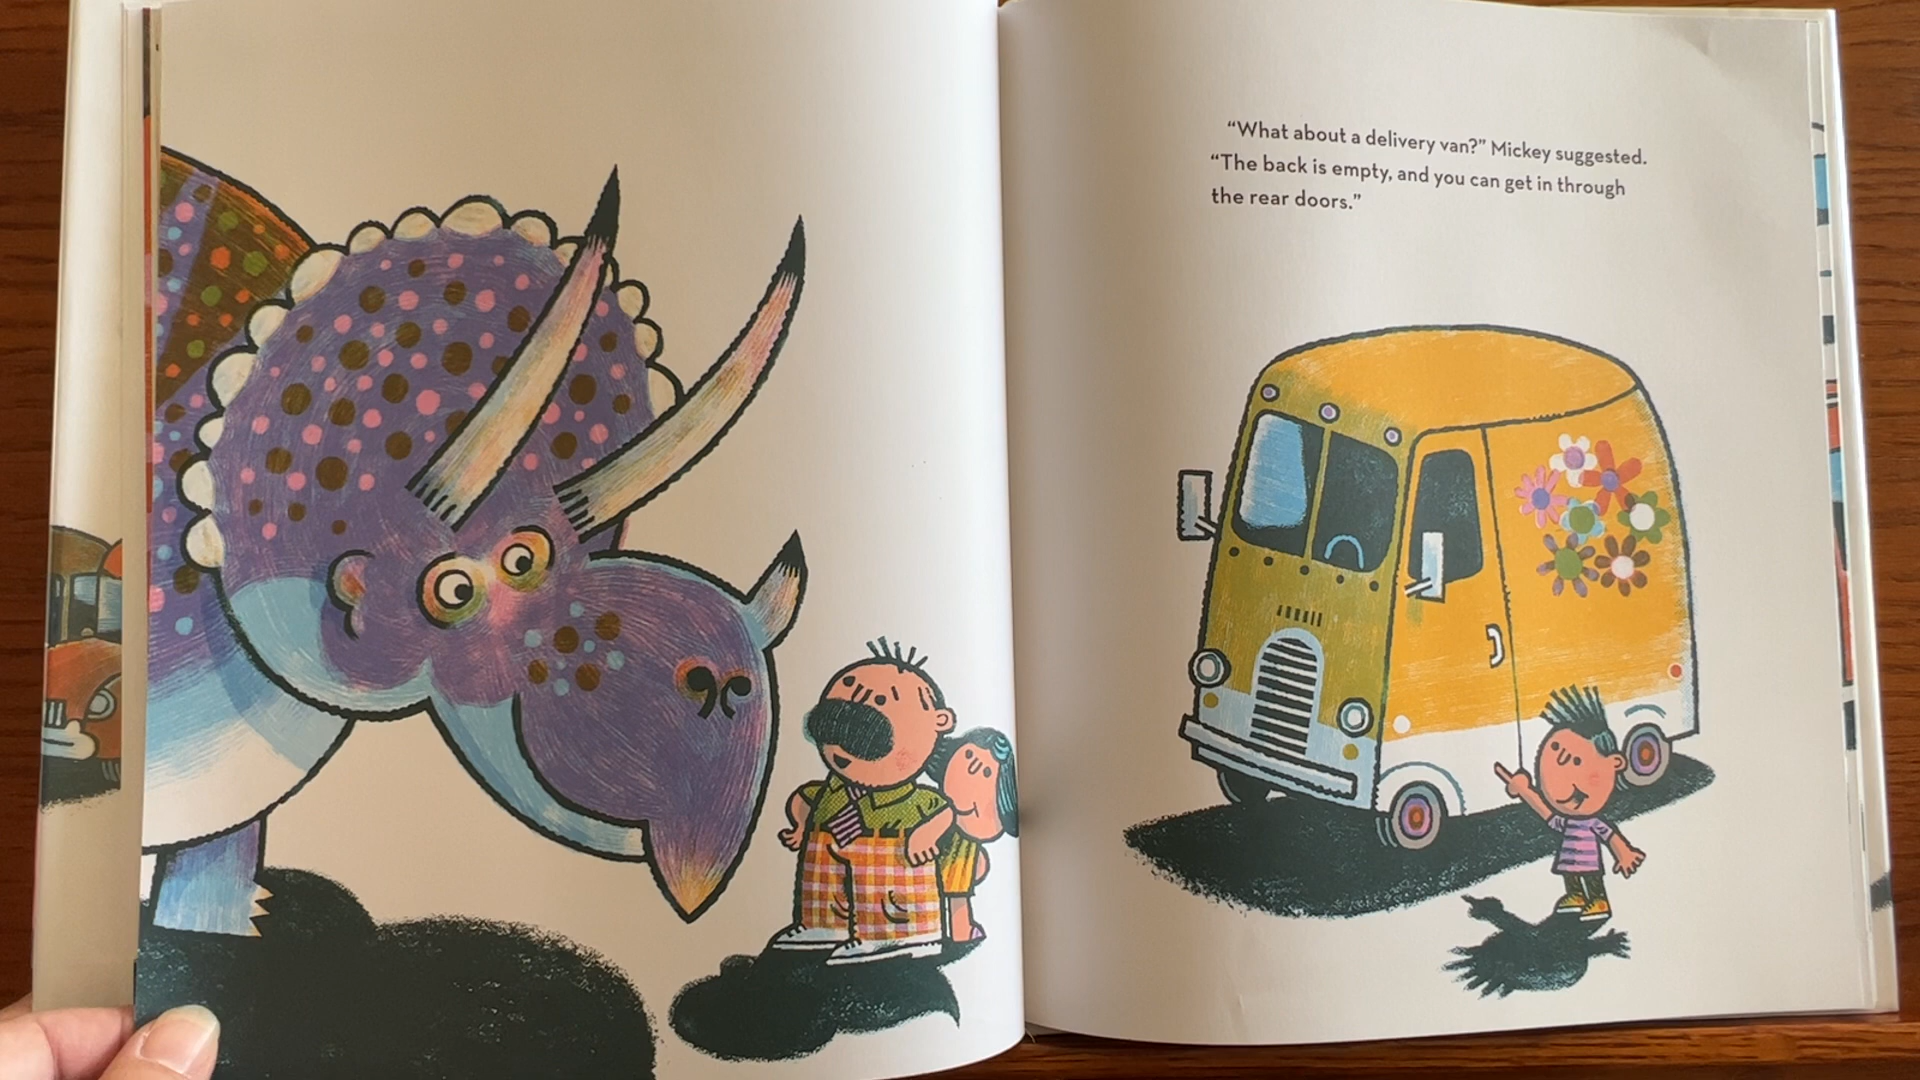 “What about a delivery van?” Mickey suggested.
“The back is empty, and you can get in through
the rear doors.”